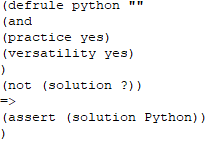 (defrule python ""
(and
(practice yes)
(versatility yes)
)
(not (solution ?))
=>
(assert (solution Python))
)